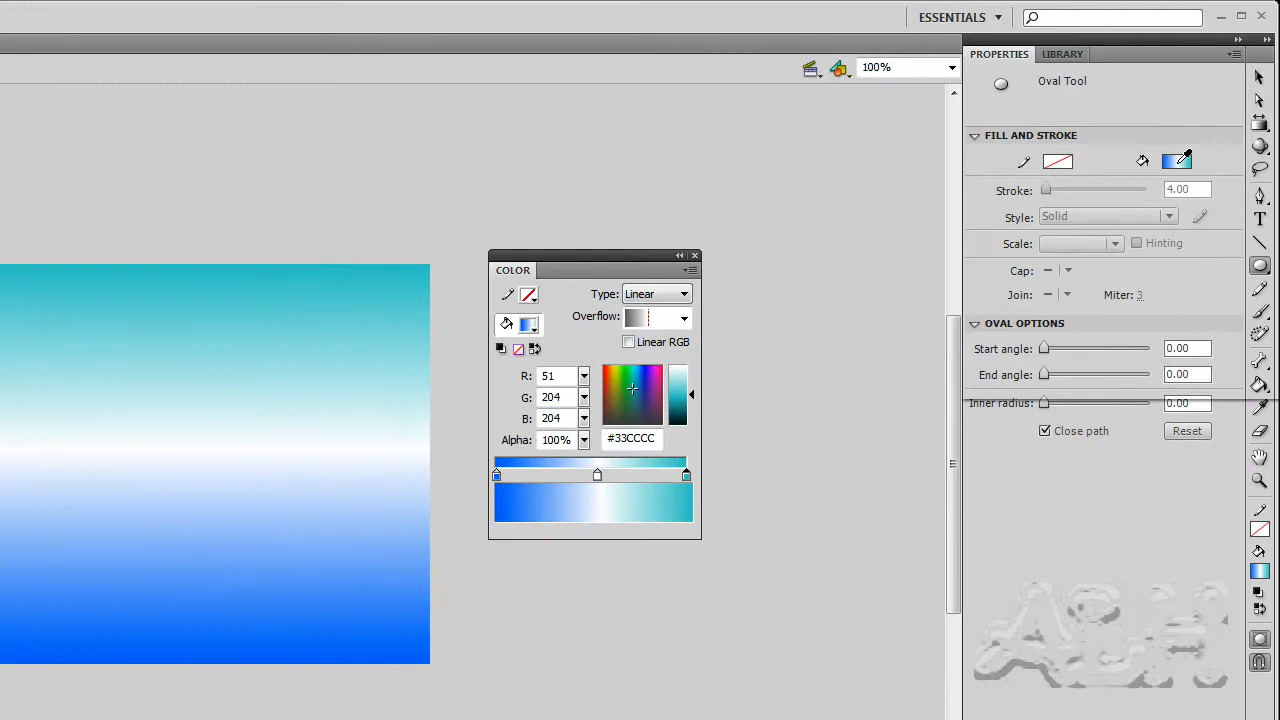 ESSENTIALS
100%
PROPERTIES LIBRARY
Oval Tool
FILL AND STROKE
Stroke: 4.00
Style: Solid
Scale: Hinting
Cap:
Join: Miter: 3
OVAL OPTIONS
Start angle: 0.00
End angle: 0.00
Inner radius: 0.00
Close path Reset
COLOR
Type: Linear
Overflow:
Linear RGB
R: 51
G: 204
B: 204
Alpha: 100% #33CCCC
T